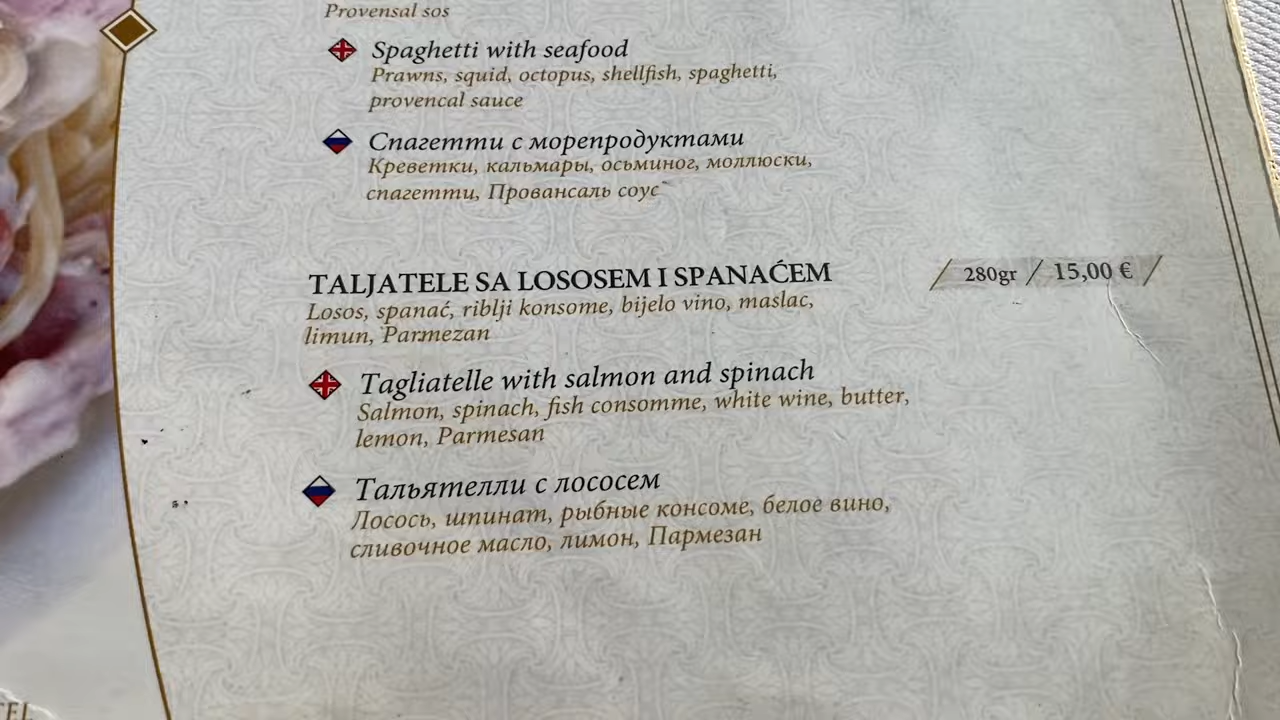 Provensal sos
Spaghetti with seafood
Prawns, squid, octopus, shellfish, spaghetti,
provencal sauce
Спагетти с морепродуктами
Креветки, кальмары, осьминог, моллюски,
спагетти, Провансаль соус
TALJATELE SA LOSOSEM I SPANAĆEM / 280gr / 15,00 € /
Losos, spanać, riblji konsome, bijelo vino, maslac,
limun, Parmezan
Tagliatelle with salmon and spinach
Salmon, spinach, fish consomme, white wine, butter,
lemon, Parmesan
Тальятелли с лососем
Лосось, шпинат, рыбные консоме, белое вино,
сливочное масло, лимон, Пармезан